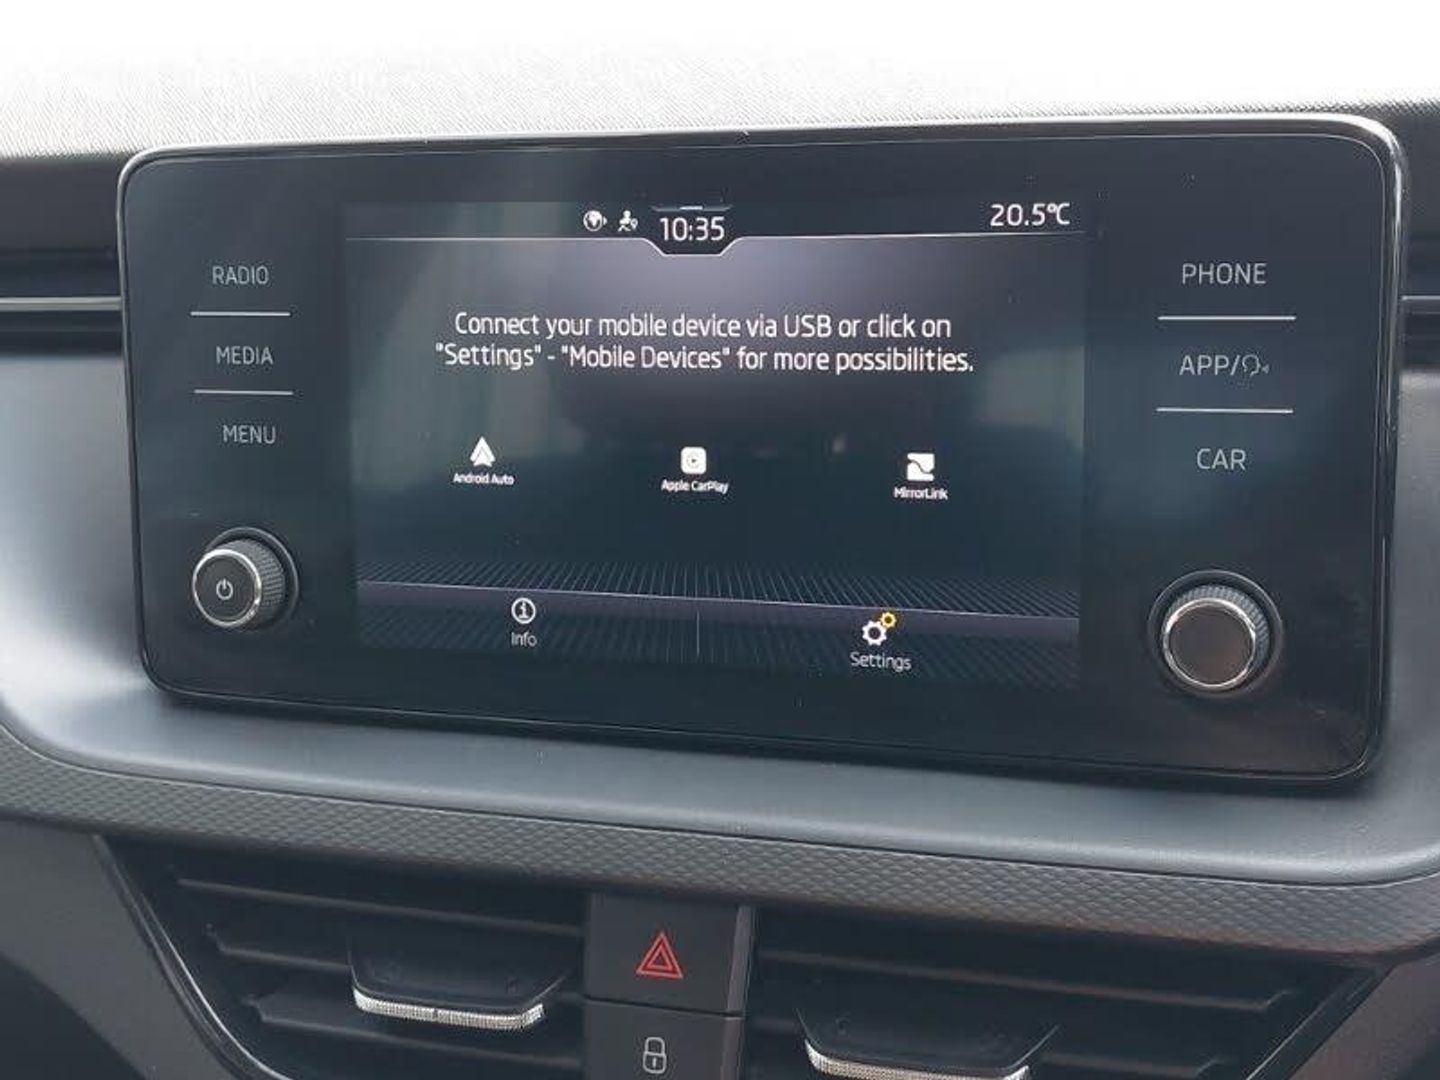 10:35
20.5°C
RADIO
MEDIA
MENU
Connect your mobile device via USB or click on
"Settings" - "Mobile Devices" for more possibilities.
Android Auto
Apple CarPlay
MirrorLink
Info
Settings
PHONE
APP/
CAR